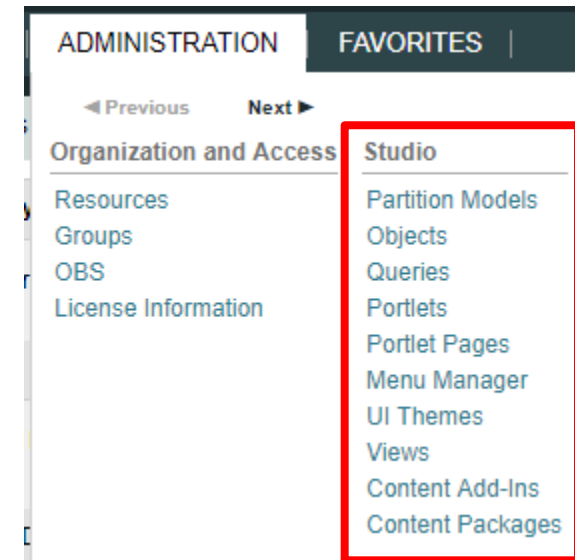 ADMINISTRATION | FAVORITES |
◄Previous Next►
Organization and Access
Resources
Groups
OBS
License Information
Studio
Partition Models
Objects
Queries
Portlets
Portlet Pages
Menu Manager
UI Themes
Views
Content Add-Ins
Content Packages